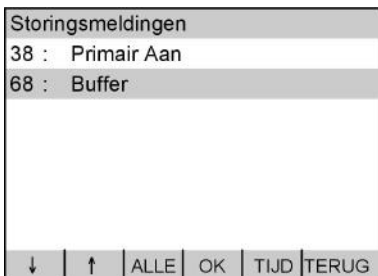 Storingsmeldingen
38 : Primair Aan
68 : Buffer
↓ ↑ ALLE OK TIJD TERUG